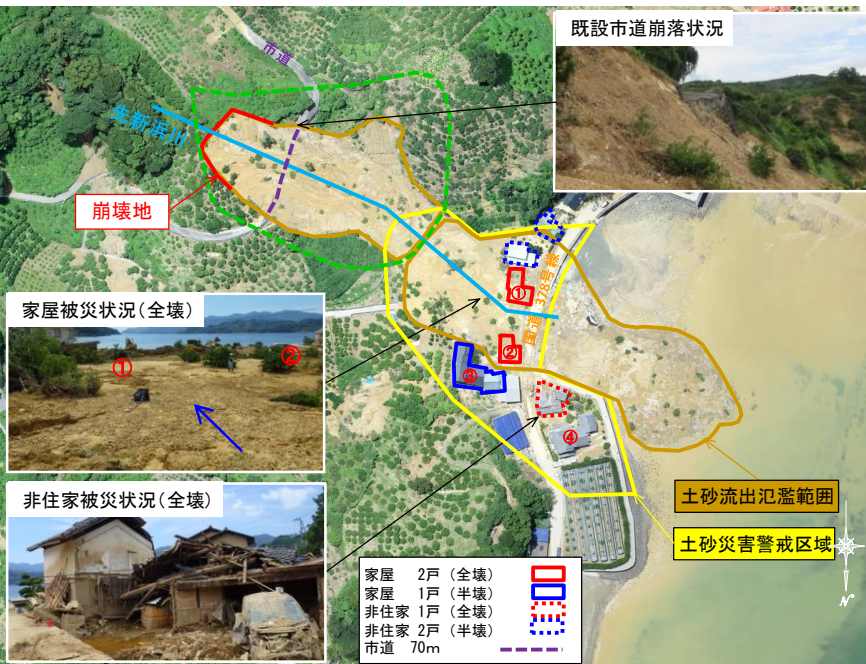 既設市道崩落状況
市道
先新浜川
崩壊地
国道 378号線
家屋被災状況(全壊)
①
②
①
②
③
④
土砂流出氾濫範囲
土砂災害警戒区域
非住家被災状況(全壊)
家屋 2戸 (全壊)
家屋 1戸 (半壊)
非住家 1戸 (全壊)
非住家 2戸 (半壊)
市道 70m
N